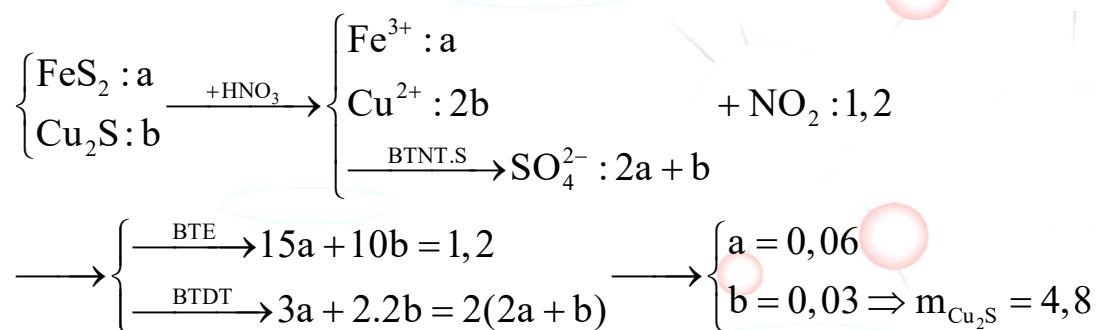 {FeS₂ : a
{Cu₂S : b
+HNO₃ ⟶
{Fe³⁺ : a
{Cu²⁺ : 2b
{BTNT.S ⟶ SO₄²⁻ : 2a + b
+ NO₂ : 1,2
⟶ {BTE ⟶ 15a + 10b = 1,2
{BTDT ⟶ 3a + 2.2b = 2(2a + b)
⟶ {a = 0,06
{b = 0,03 ⇒ m_Cu₂S = 4,8